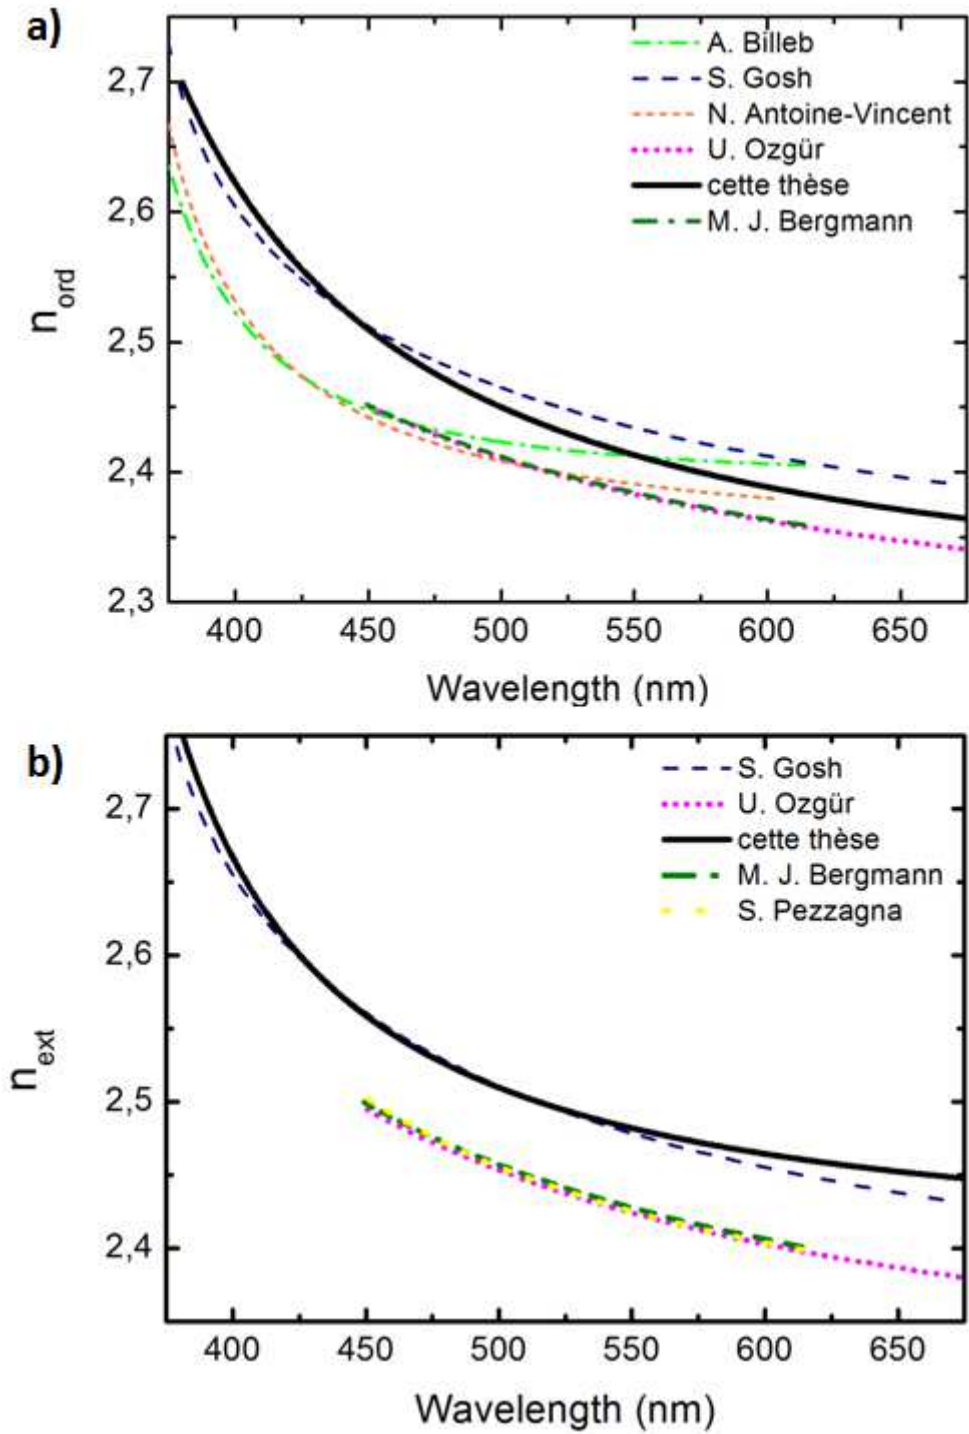 a)
A. Billeb
S. Gosh
N. Antoine-Vincent
U. Ozgür
cette thèse
M. J. Bergmann
2,7
2,6
2,5
2,4
2,3
n_ord
400 450 500 550 600 650
Wavelength (nm)
b)
S. Gosh
U. Ozgür
cette thèse
M. J. Bergmann
S. Pezzagna
2,7
2,6
2,5
2,4
n_ext
400 450 500 550 600 650
Wavelength (nm)